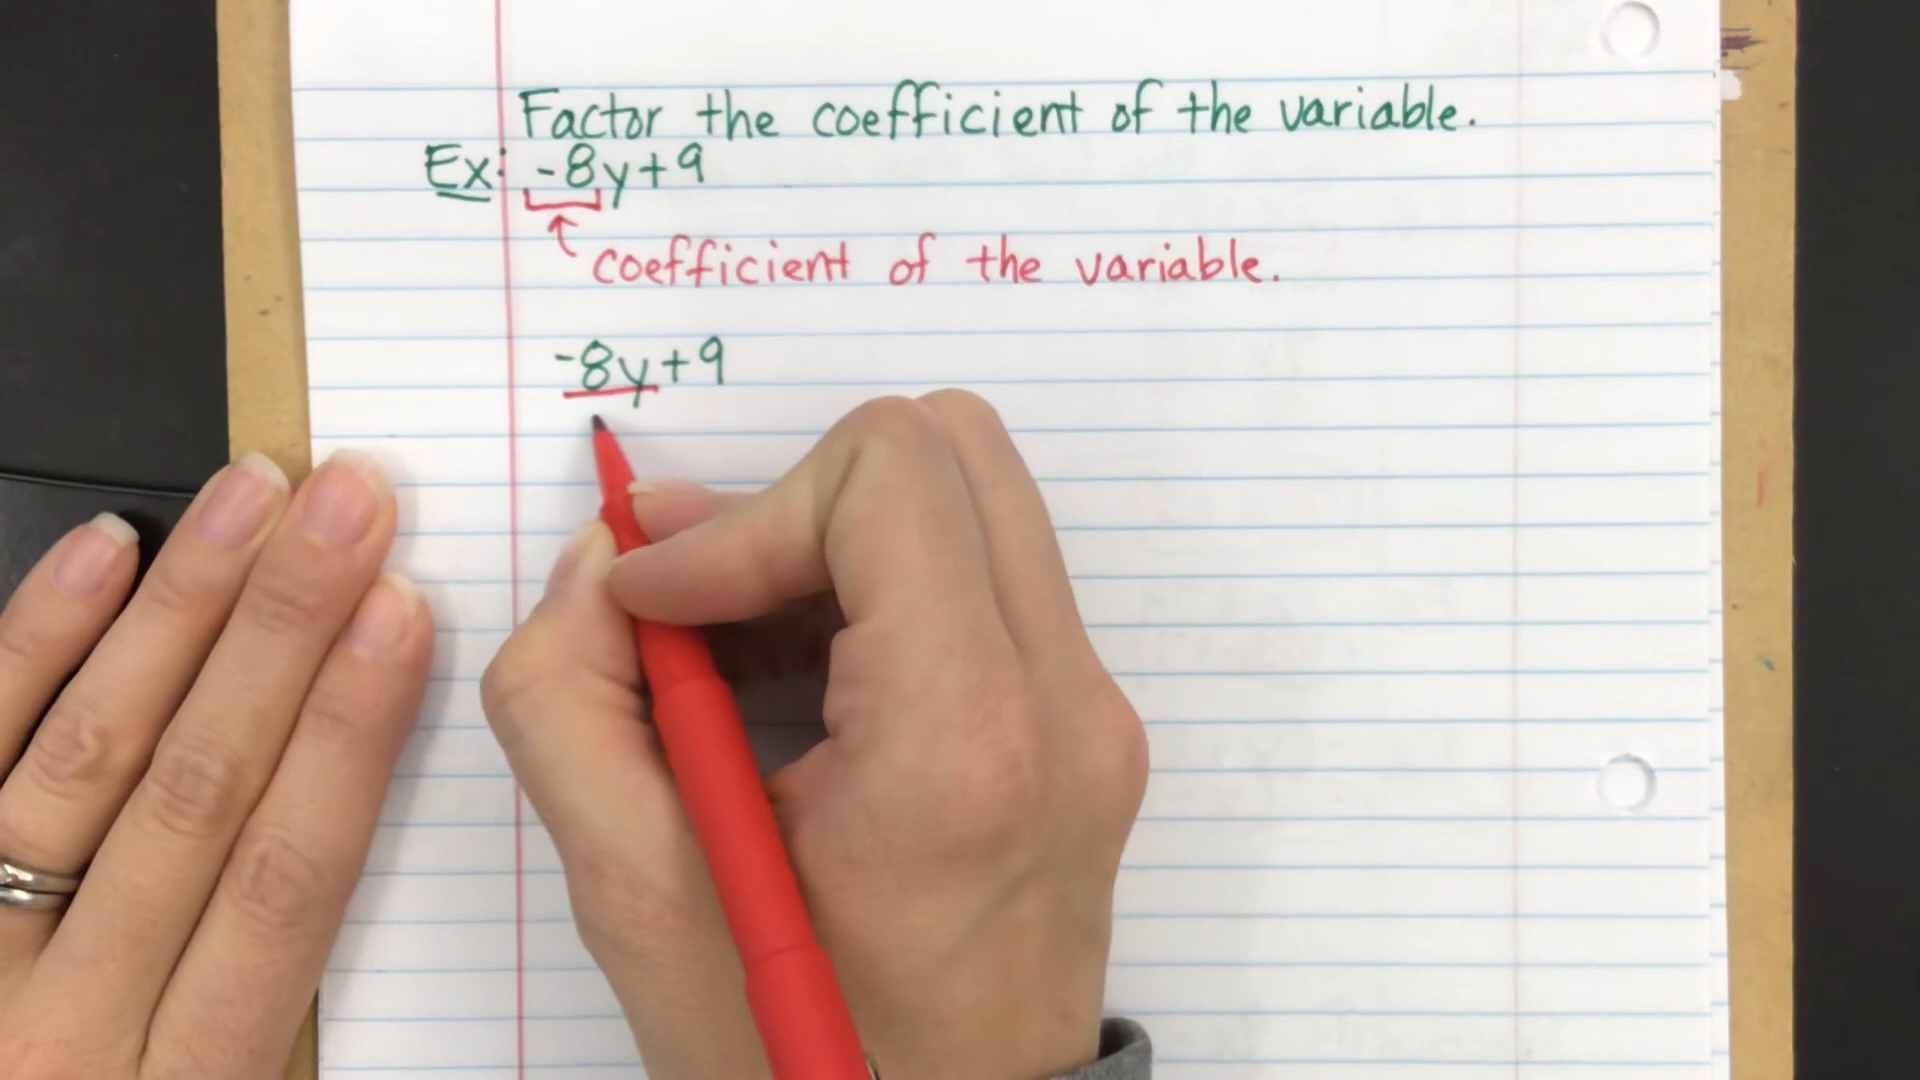 Factor the coefficient of the variable.
Ex: -8y+9
coefficient of the variable.
-8y+9